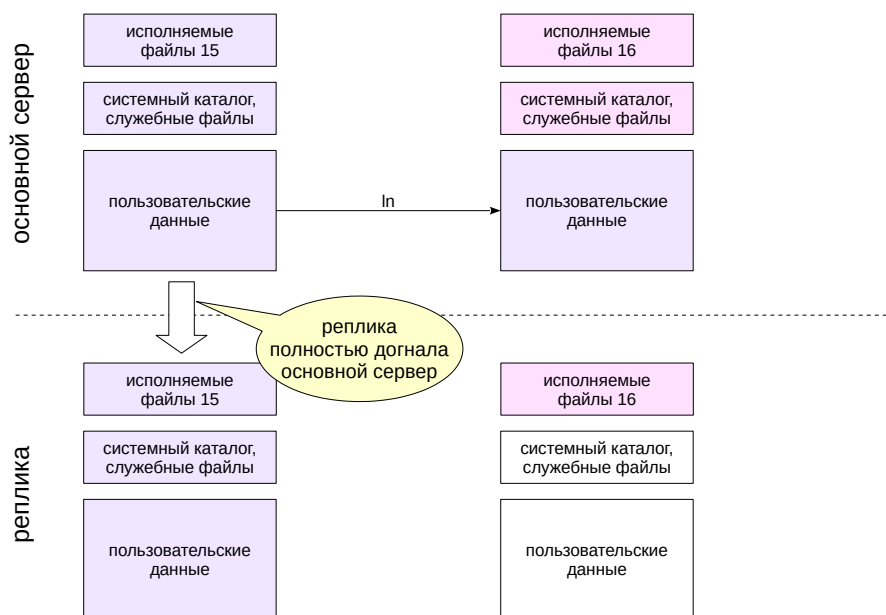 основной сервер
исполняемые
файлы 15
исполняемые
файлы 16
системный каталог,
служебные файлы
системный каталог,
служебные файлы
пользовательские
данные
ln
пользовательские
данные
реплика
полностью догнала
основной сервер
реплика
исполняемые
файлы 15
исполняемые
файлы 16
системный каталог,
служебные файлы
системный каталог,
служебные файлы
пользовательские
данные
пользовательские
данные